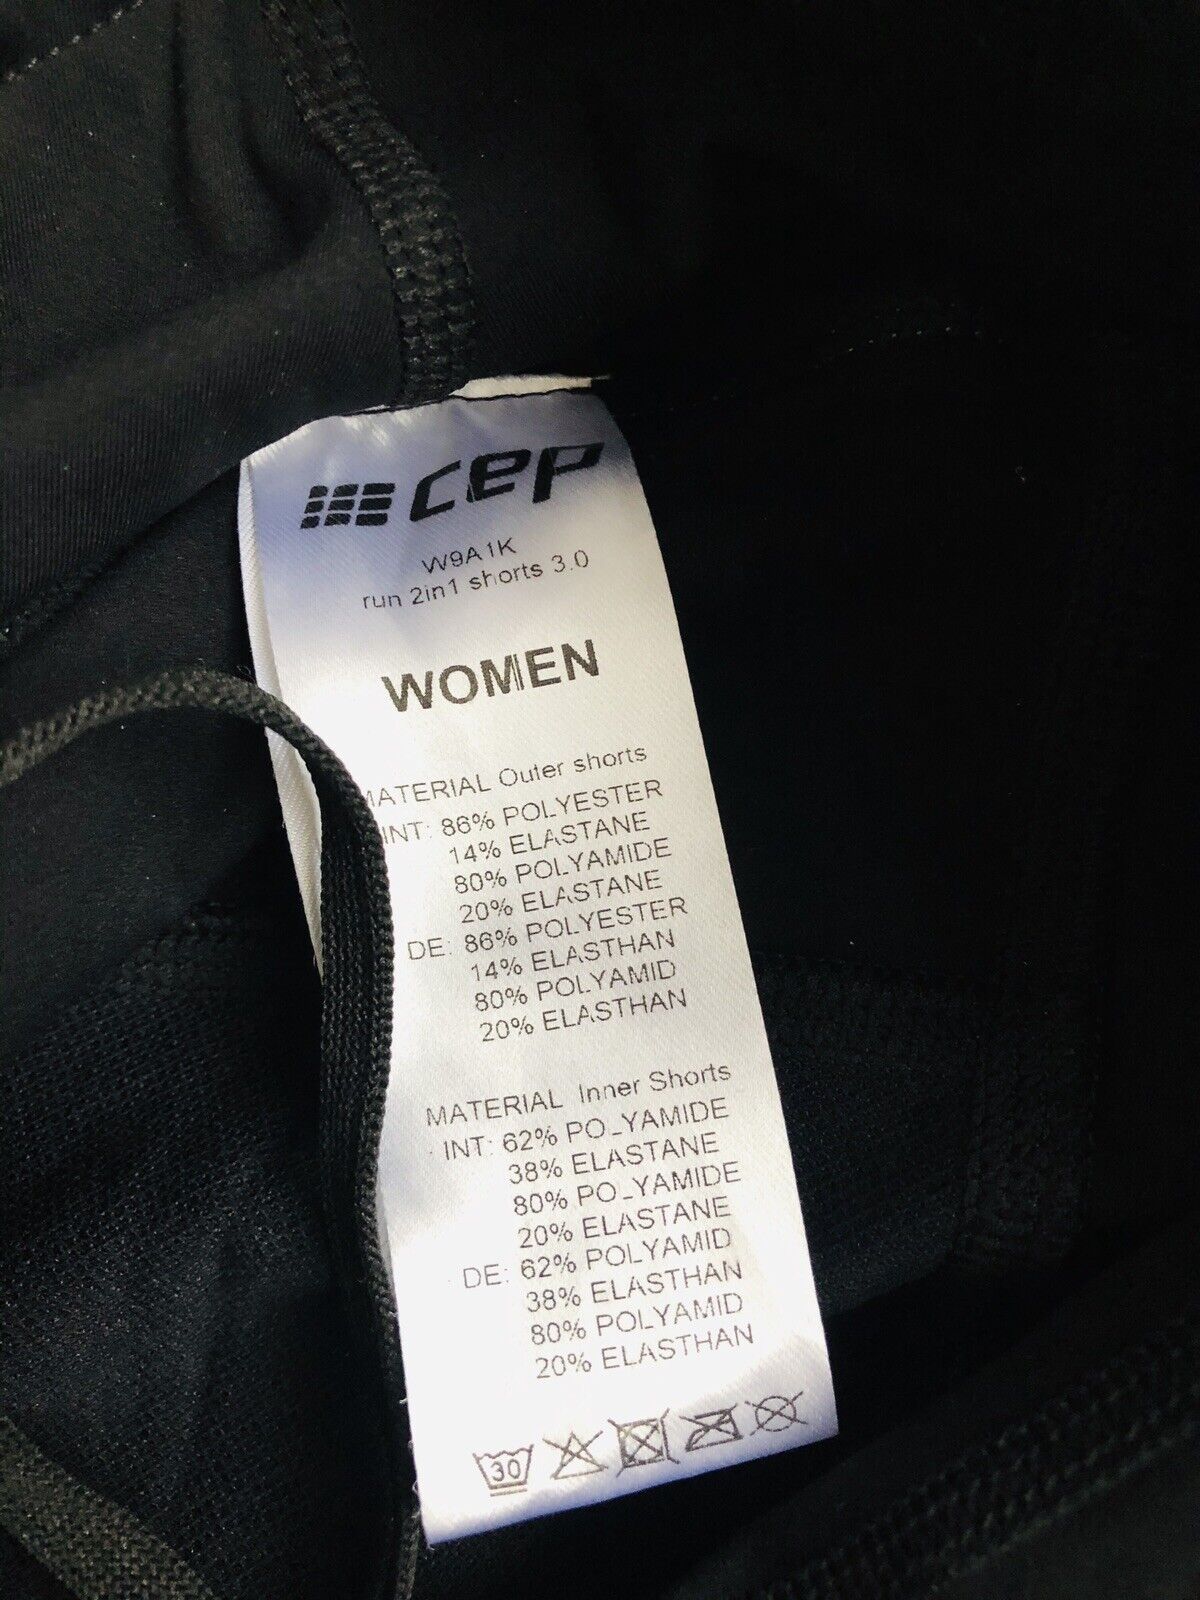 cep
W9A1K
run 2in1 shorts 3.0
WOMEN
MATERIAL Outer shorts
INT: 86% POLYESTER
14% ELASTANE
80% POLYAMIDE
20% ELASTANE
DE: 86% POLYESTER
14% ELASTHAN
80% POLYAMID
20% ELASTHAN
MATERIAL Inner Shorts
INT: 62% POLYAMIDE
38% ELASTANE
80% POLYAMIDE
20% ELASTANE
DE: 62% POLYAMID
38% ELASTHAN
80% POLYAMID
20% ELASTHAN
30